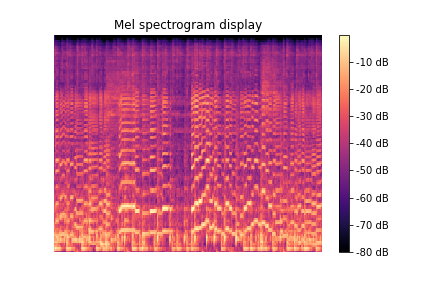 Mel spectrogram display
-10 dB
-20 dB
-30 dB
-40 dB
-50 dB
-60 dB
-70 dB
-80 dB